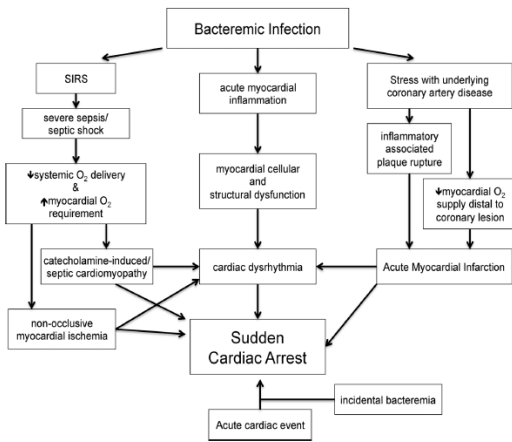 Bacteremic Infection
SIRS
acute myocardial
inflammation
Stress with underlying
coronary artery disease
severe sepsis/
septic shock
inflammatory
associated
plaque rupture
↓systemic O₂ delivery
&
↑myocardial O₂
requirement
myocardial cellular
and
structural dysfunction
↓myocardial O₂
supply distal to
coronary lesion
catecholamine-induced/
septic cardiomyopathy
cardiac dysrhythmia
Acute Myocardial Infarction
non-occlusive
myocardial ischemia
Sudden
Cardiac Arrest
incidental bacteremia
Acute cardiac event